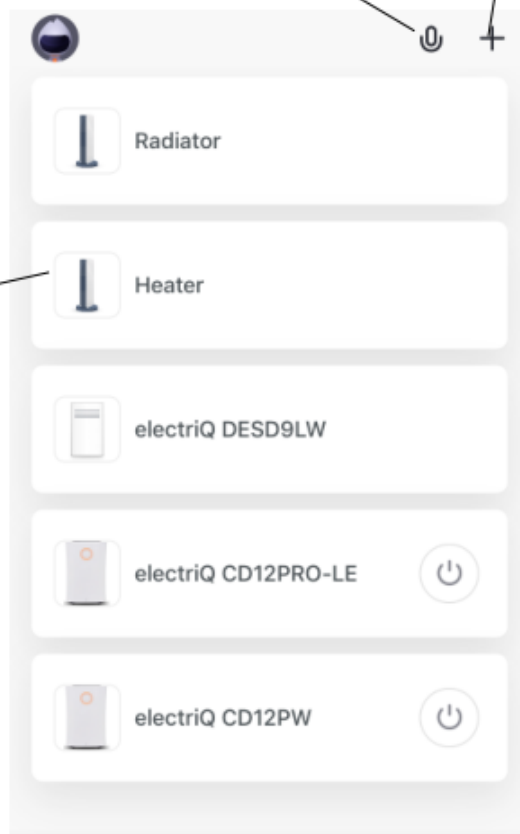 Radiator
Heater
electriQ DESD9LW
electriQ CD12PRO-LE
electriQ CD12PW